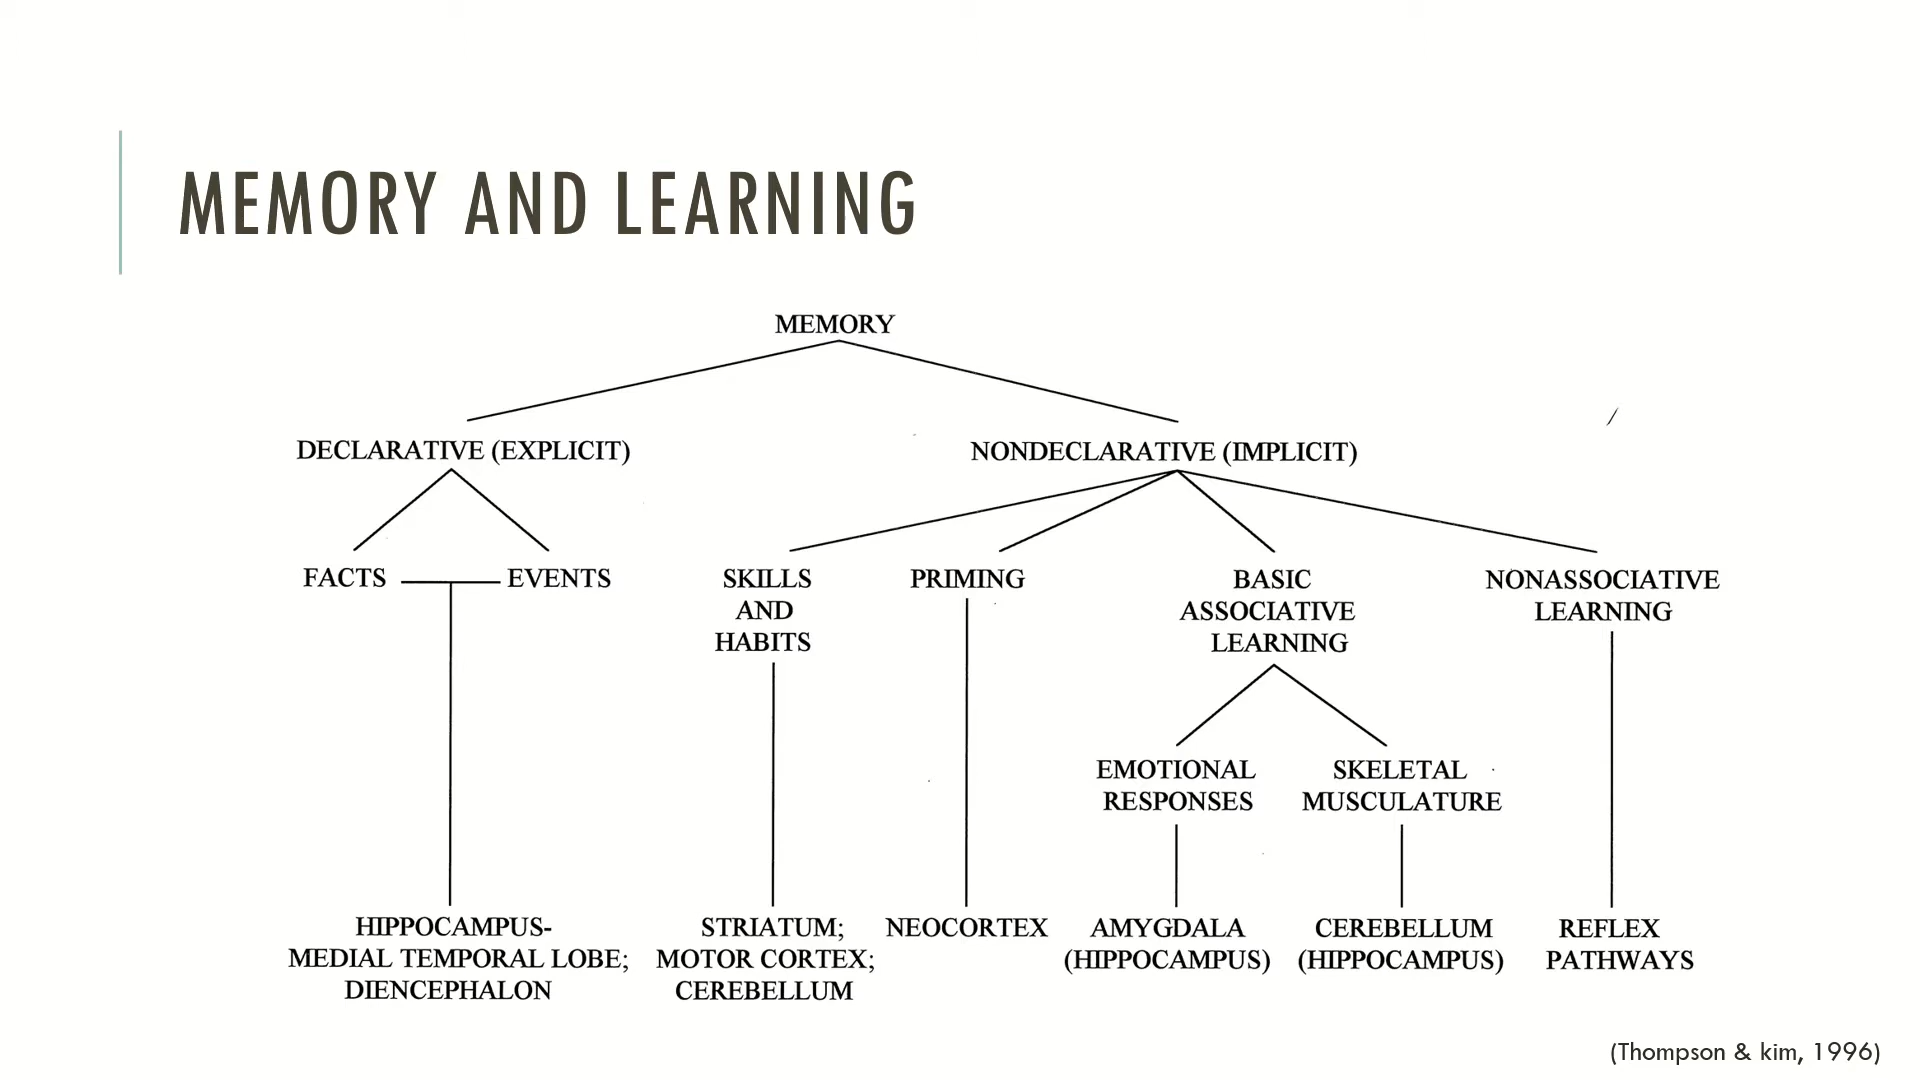 MEMORY AND LEARNING
MEMORY
DECLARATIVE (EXPLICIT)
NONDECLARATIVE (IMPLICIT)
FACTS
EVENTS
SKILLS
AND
HABITS
PRIMING
BASIC
ASSOCIATIVE
LEARNING
NONASSOCIATIVE
LEARNING
EMOTIONAL
RESPONSES
SKELETAL
MUSCULATURE
HIPPOCAMPUS-
MEDIAL TEMPORAL LOBE;
DIENCEPHALON
STRIATUM;
MOTOR CORTEX;
CEREBELLUM
NEOCORTEX
AMYGDALA
(HIPPOCAMPUS)
CEREBELLUM
(HIPPOCAMPUS)
REFLEX
PATHWAYS
(Thompson & kim, 1996)